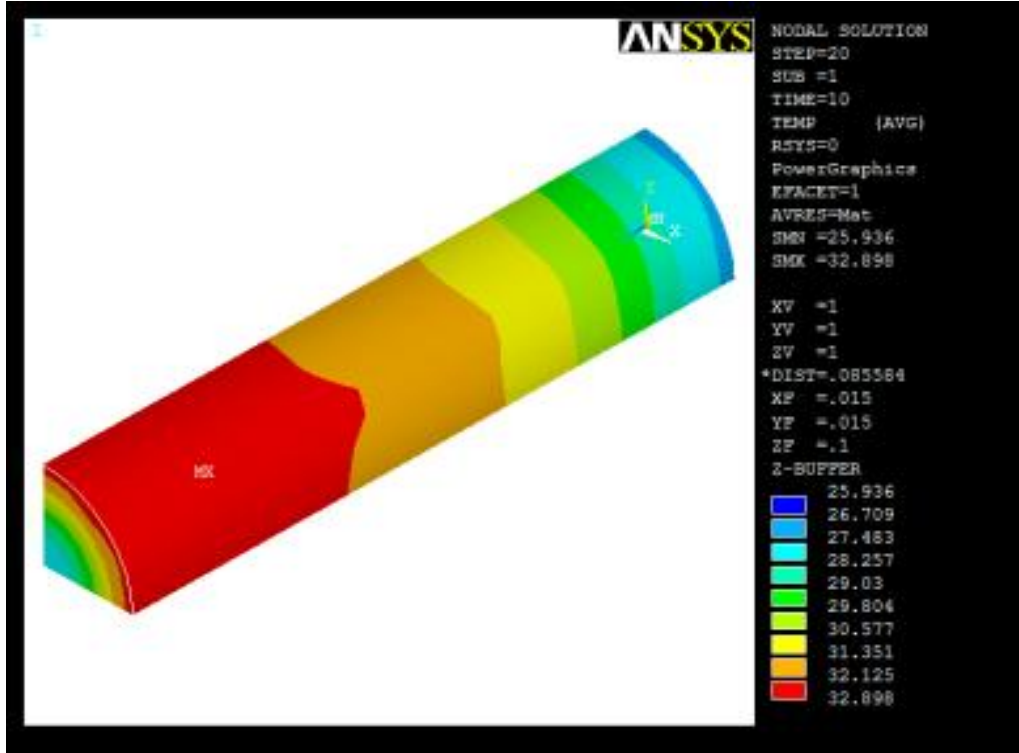 1
ANSYS
NODAL SOLUTION
STEP=20
SUB =1
TIME=10
TEMP (AVG)
RSYS=0
PowerGraphics
EFACET=1
AVRES=Mat
SMN =25.936
SMX =32.898
XV =1
YV =1
ZV =1
*DIST=.085584
XF =.015
YF =.015
ZF =.1
Z-BUFFER
25.936
26.709
27.483
28.257
29.03
29.804
30.577
31.351
32.125
32.898
X
MX